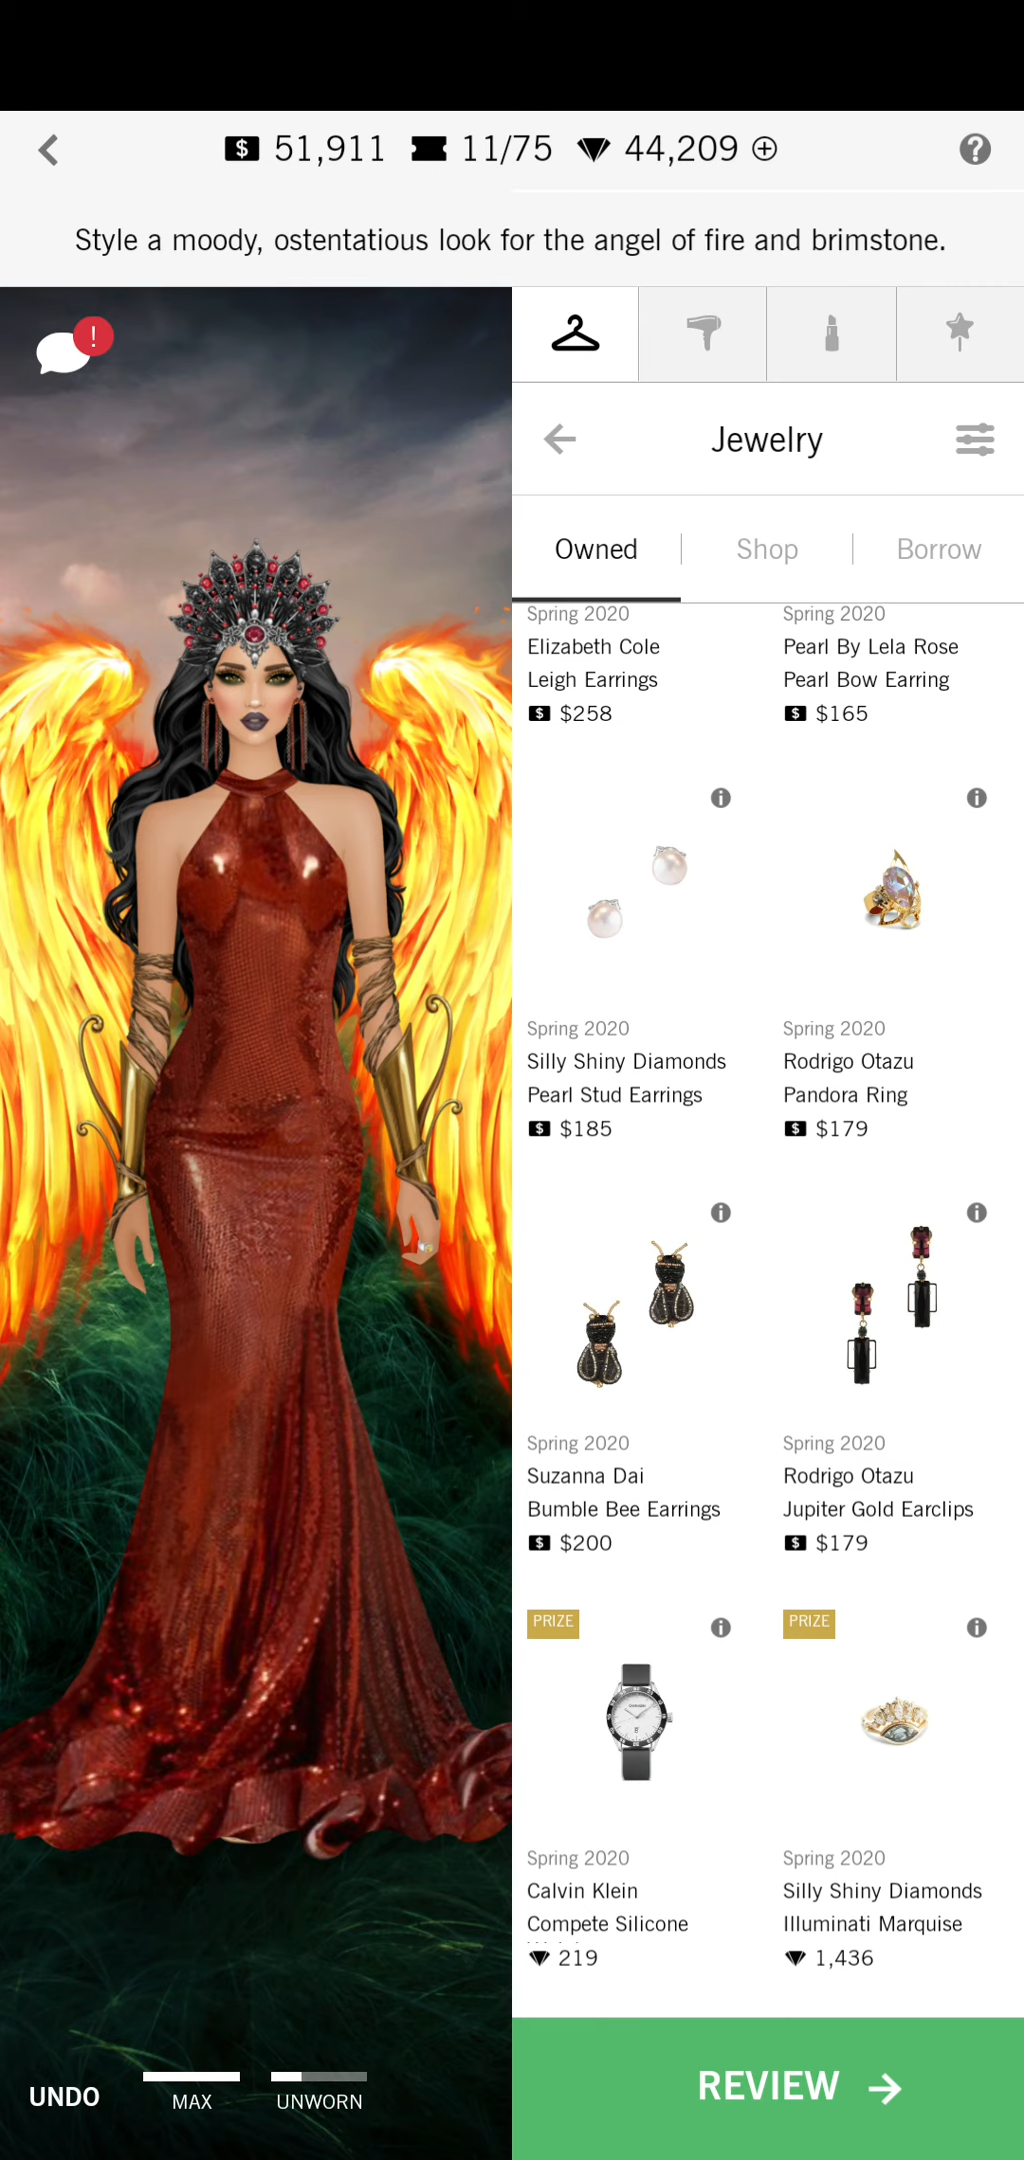 51,911 11/75 44,209
Style a moody, ostentatious look for the angel of fire and brimstone.
Jewelry
Owned Shop Borrow
Spring 2020
Elizabeth Cole
Leigh Earrings
$258
Spring 2020
Pearl By Lela Rose
Pearl Bow Earring
$165
Spring 2020
Silly Shiny Diamonds
Pearl Stud Earrings
$185
Spring 2020
Rodrigo Otazu
Pandora Ring
$179
Spring 2020
Suzanna Dai
Bumble Bee Earrings
$200
Spring 2020
Rodrigo Otazu
Jupiter Gold Earclips
$179
PRIZE
Spring 2020
Calvin Klein
Compete Silicone
219
PRIZE
Spring 2020
Silly Shiny Diamonds
Illuminati Marquise
1,436
UNDO
MAX
UNWORN
REVIEW